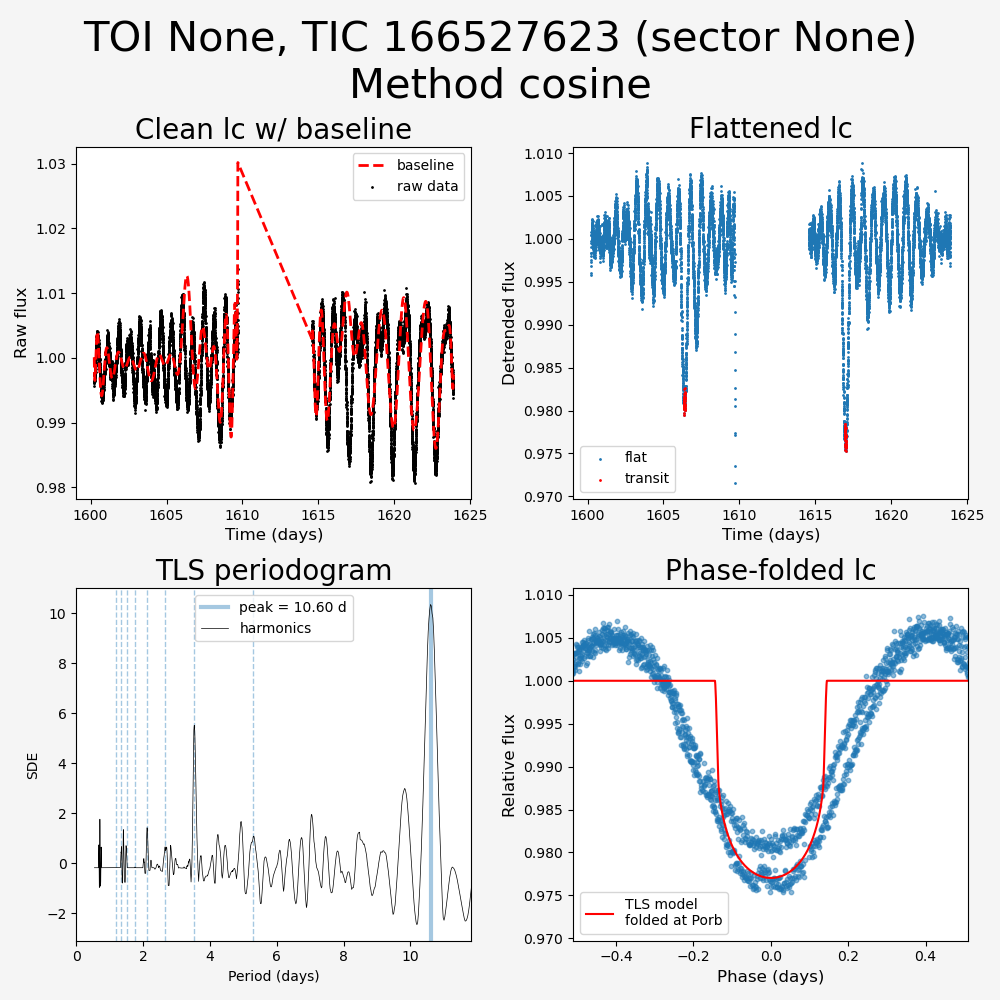 TOI None, TIC 166527623 (sector None)
Method cosine
Clean lc w/ baseline
Raw flux
1.03
1.02
1.01
1.00
0.99
0.98
baseline
raw data
1600 1605 1610 1615 1620 1625
Time (days)
Flattened lc
Detrended flux
1.010
1.005
1.000
0.995
0.990
0.985
0.980
0.975
0.970
flat
transit
1600 1605 1610 1615 1620 1625
Time (days)
TLS periodogram
SDE
10
8
6
4
2
0
−2
peak = 10.60 d
harmonics
0 2 4 6 8 10
Period (days)
Phase-folded lc
Relative flux
1.010
1.005
1.000
0.995
0.990
0.985
0.980
0.975
0.970
TLS model
folded at Porb
−0.4 −0.2 0.0 0.2 0.4
Phase (days)